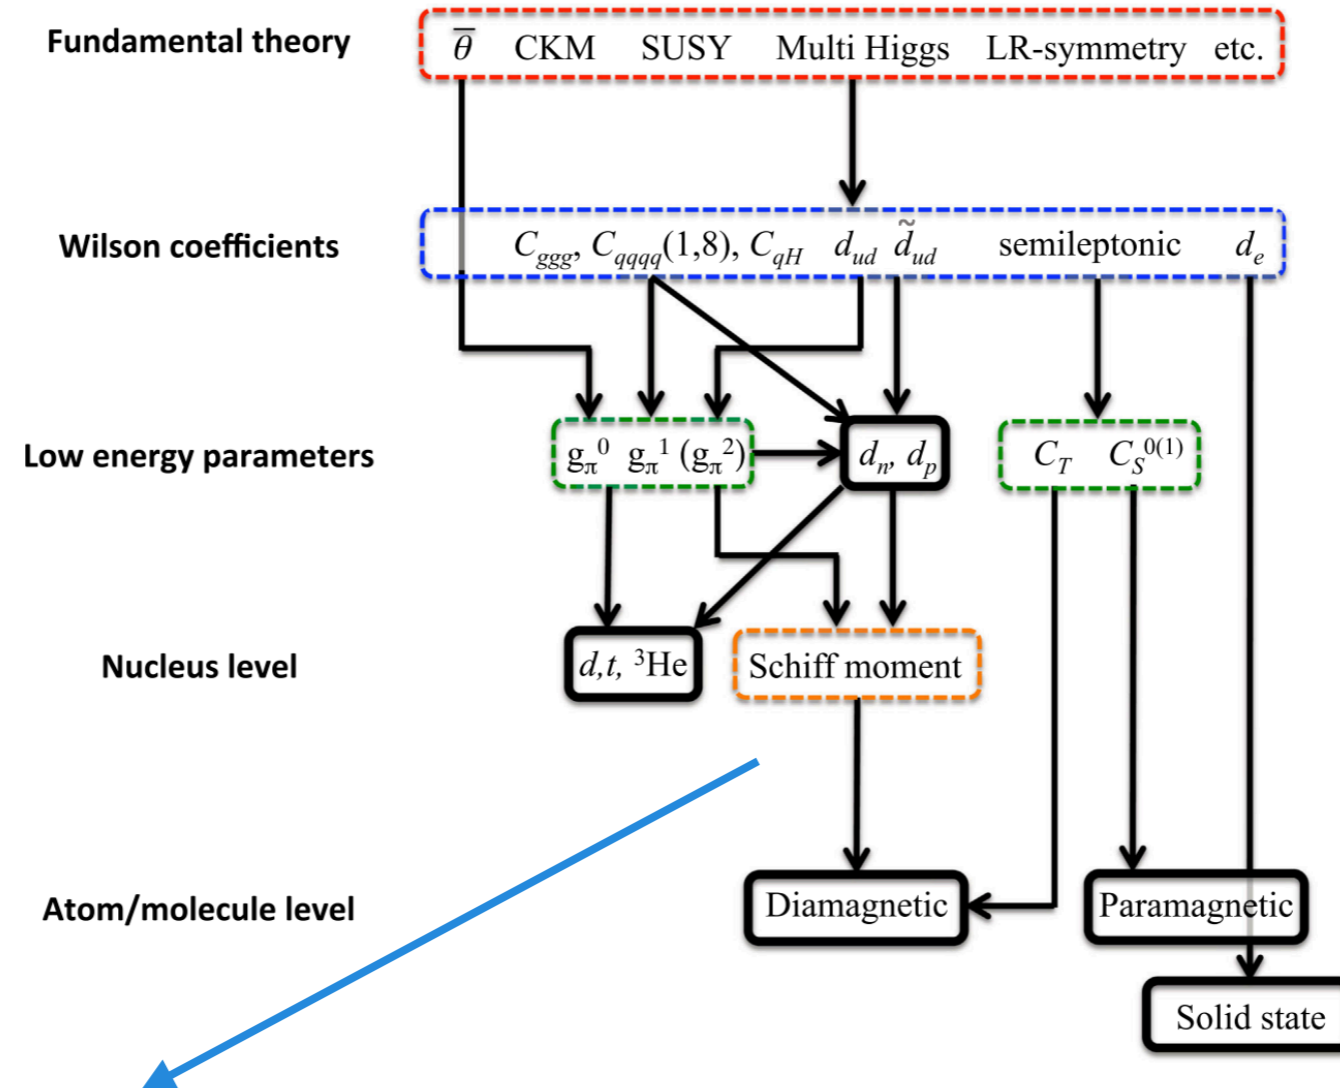 Fundamental theory θ̅ CKM SUSY Multi Higgs LR-symmetry etc.
Wilson coefficients C_ggg, C_qqqq(1,8), C_qH d_ud d̃_ud semileptonic d_e
Low energy parameters g_π^0 g_π^1 (g_π^2) d_n, d_p C_T C_S^0(1)
Nucleus level d,t, ³He Schiff moment
Atom/molecule level Diamagnetic Paramagnetic
Solid state